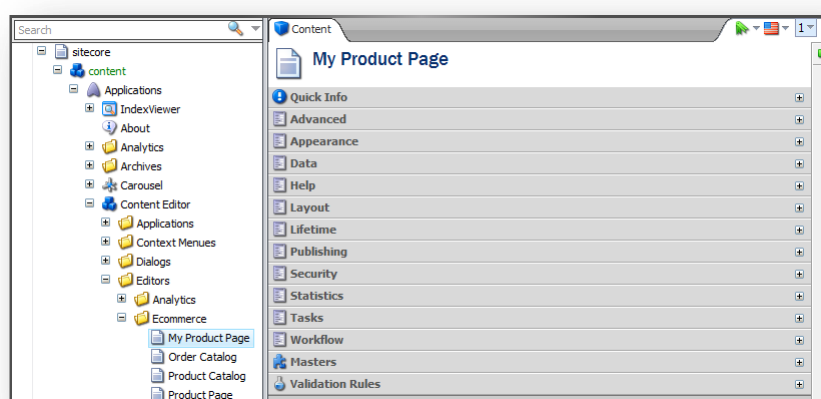 Search
sitecore
content
Applications
IndexViewer
About
Analytics
Archives
Carousel
Content Editor
Applications
Context Menues
Dialogs
Editors
Analytics
Ecommerce
My Product Page
Order Catalog
Product Catalog
Product Page
Content
1
My Product Page
Quick Info
Advanced
Appearance
Data
Help
Layout
Lifetime
Publishing
Security
Statistics
Tasks
Workflow
Masters
Validation Rules